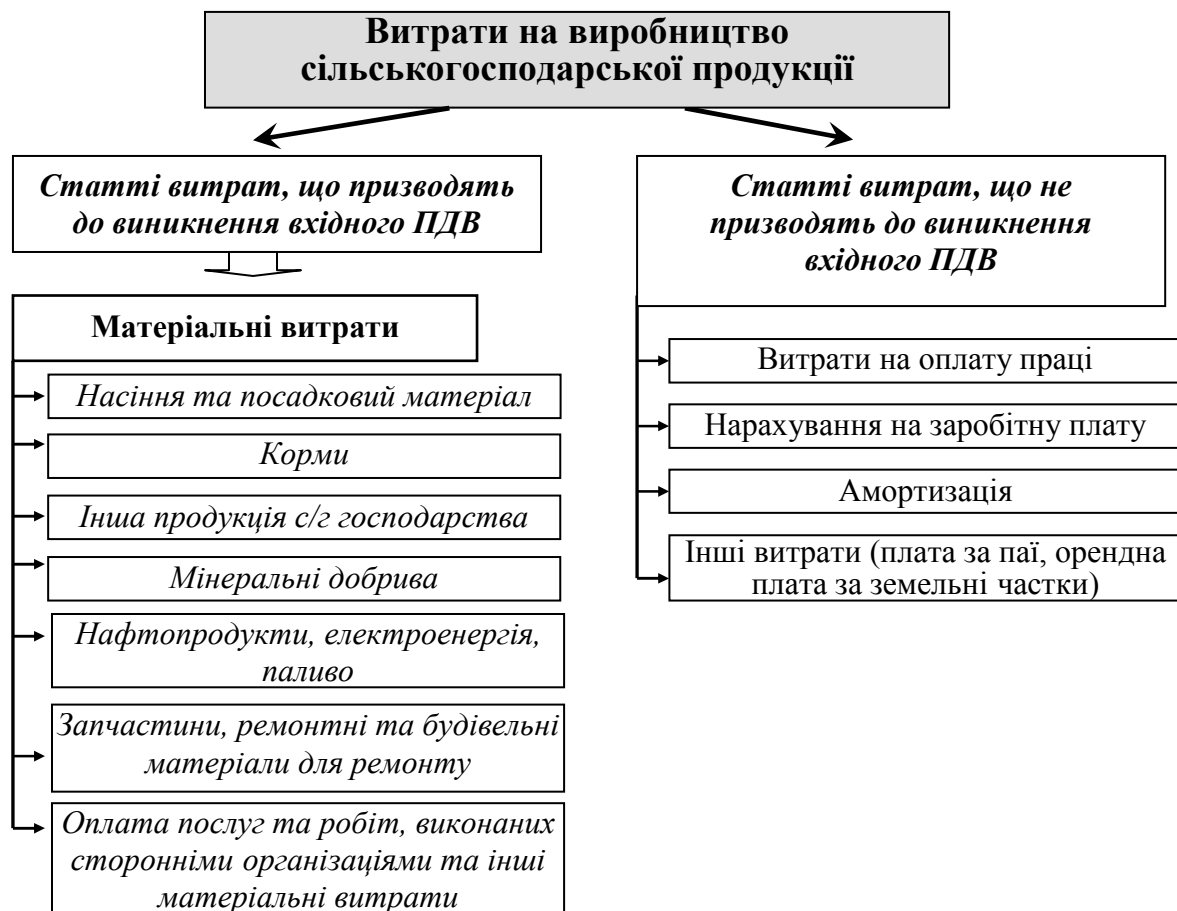 Витрати на виробництво
сільськогосподарської продукції
Статті витрат, що призводять
до виникнення вхідного ПДВ
Матеріальні витрати
Насіння та посадковий матеріал
Корми
Інша продукція с/г господарства
Мінеральні добрива
Нафтопродукти, електроенергія,
паливо
Запчастини, ремонтні та будівельні
матеріали для ремонту
Оплата послуг та робіт, виконаних
сторонніми організаціями та інші
матеріальні витрати
Статті витрат, що не
призводять до виникнення
вхідного ПДВ
Витрати на оплату праці
Нарахування на заробітну плату
Амортизація
Інші витрати (плата за паї, орендна
плата за земельні частки)